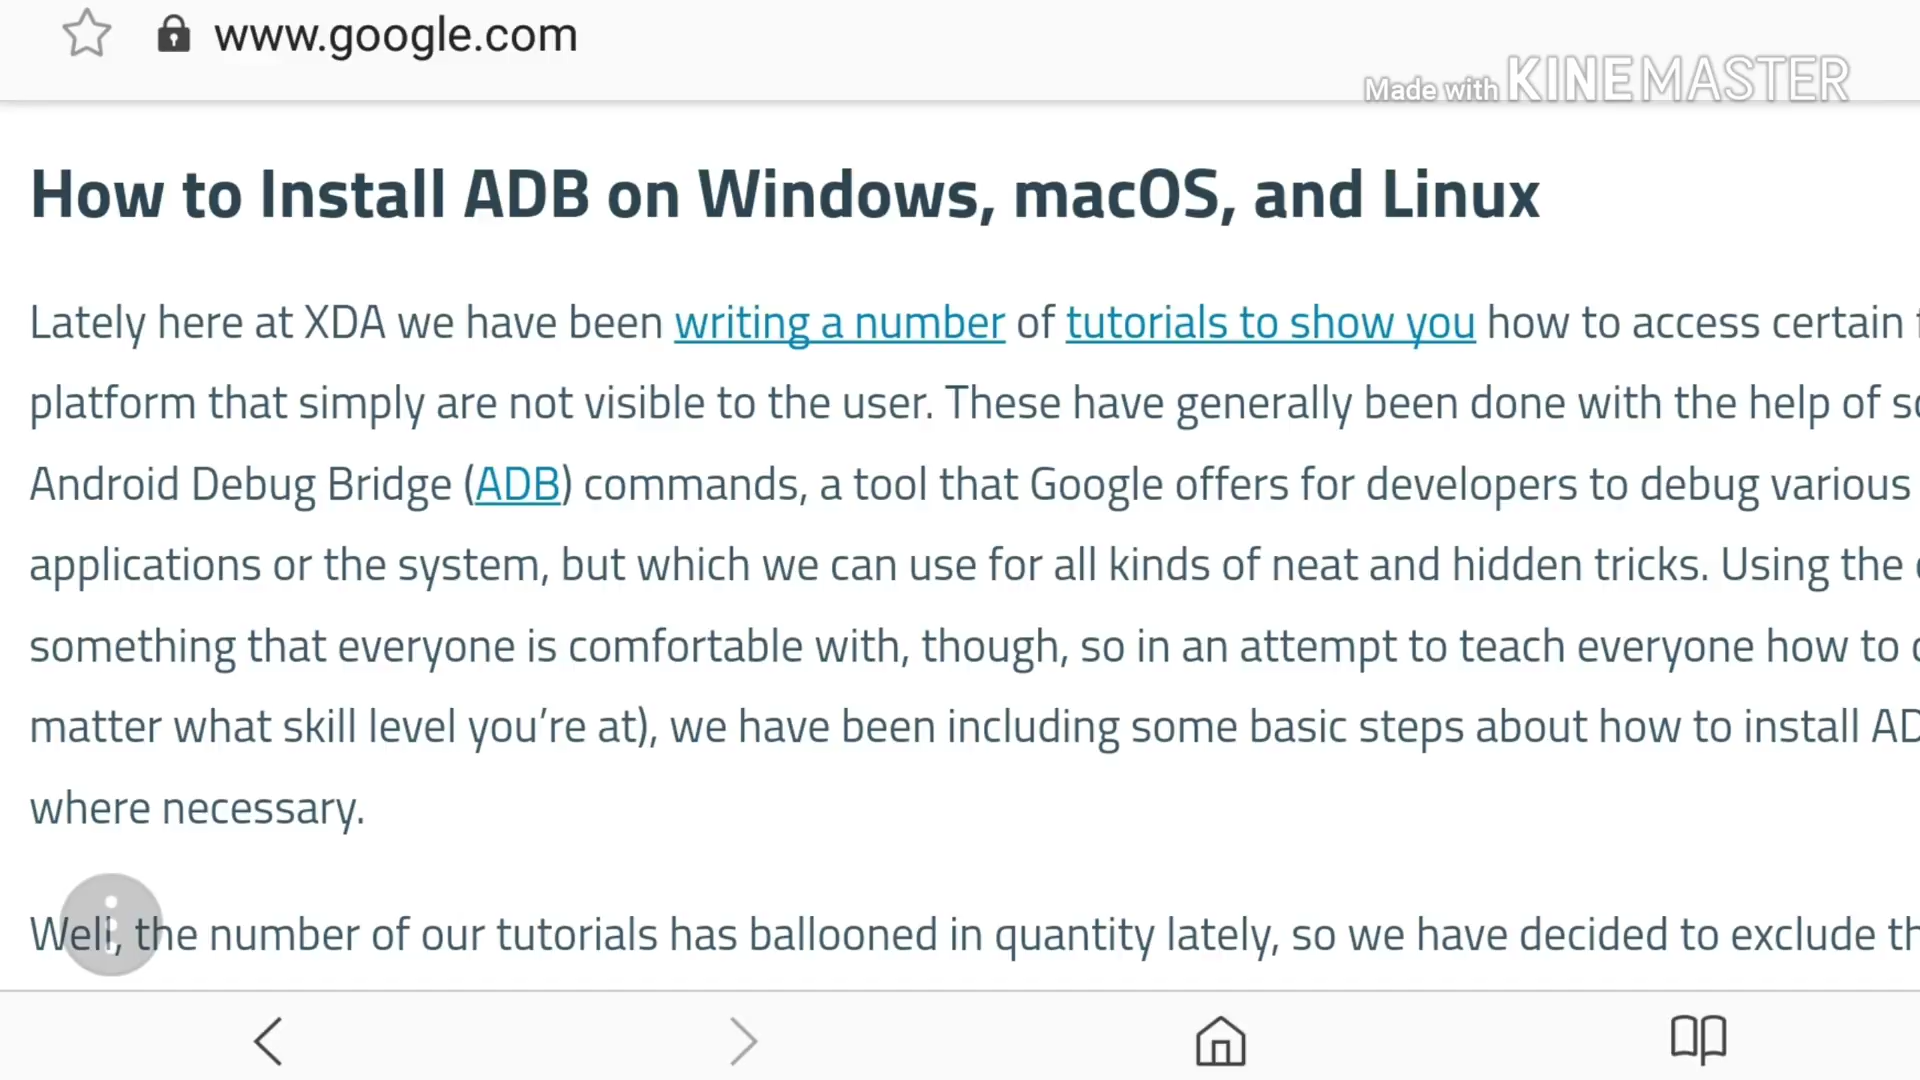 www.google.com
Made with KINEMASTER
How to Install ADB on Windows, macOS, and Linux
Lately here at XDA we have been writing a number of tutorials to show you how to access certain
platform that simply are not visible to the user. These have generally been done with the help of
Android Debug Bridge (ADB) commands, a tool that Google offers for developers to debug various
applications or the system, but which we can use for all kinds of neat and hidden tricks. Using the
something that everyone is comfortable with, though, so in an attempt to teach everyone how to
matter what skill level you’re at), we have been including some basic steps about how to install
where necessary.
Well, the number of our tutorials has ballooned in quantity lately, so we have decided to exclude